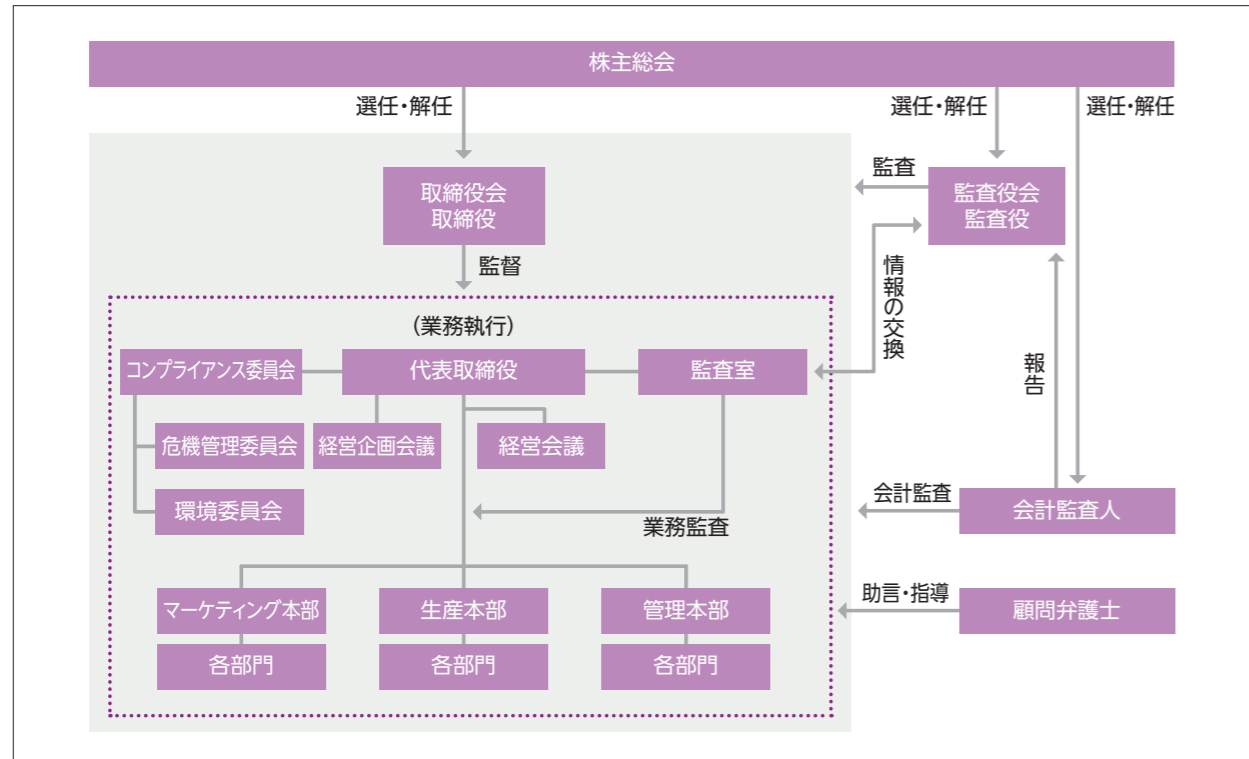 株主総会
選任・解任
選任・解任
選任・解任
取締役会
取締役
監査
監査役会
監査役
監督
情報の交換
(業務執行)
コンプライアンス委員会
代表取締役
監査室
報告
危機管理委員会
経営企画会議
経営会議
環境委員会
業務監査
会計監査
会計監査人
マーケティング本部
生産本部
管理本部
助言・指導
顧問弁護士
各部門
各部門
各部門